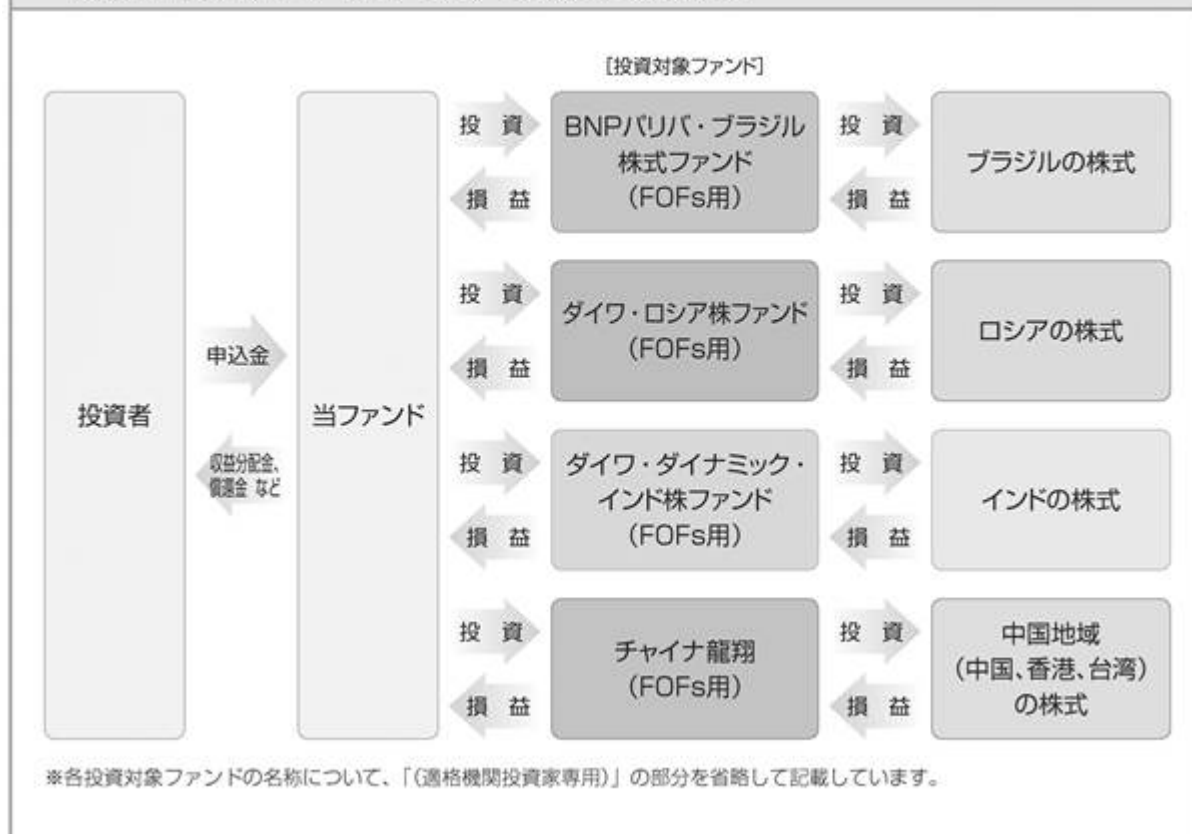 [投資対象ファンド]
投資者
申込金
収益分配金、
償還金 など
当ファンド
投 資
損 益
BNPパリバ・ブラジル
株式ファンド
(FOFs用)
投 資
損 益
ブラジルの株式
投 資
損 益
ダイワ・ロシア株ファンド
(FOFs用)
投 資
損 益
ロシアの株式
投 資
損 益
ダイワ・ダイナミック・
インド株ファンド
(FOFs用)
投 資
損 益
インドの株式
投 資
損 益
チャイナ龍翔
(FOFs用)
投 資
損 益
中国地域
(中国、香港、台湾)
の株式
※各投資対象ファンドの名称について、「(適格機関投資家専用)」の部分を省略して記載しています。